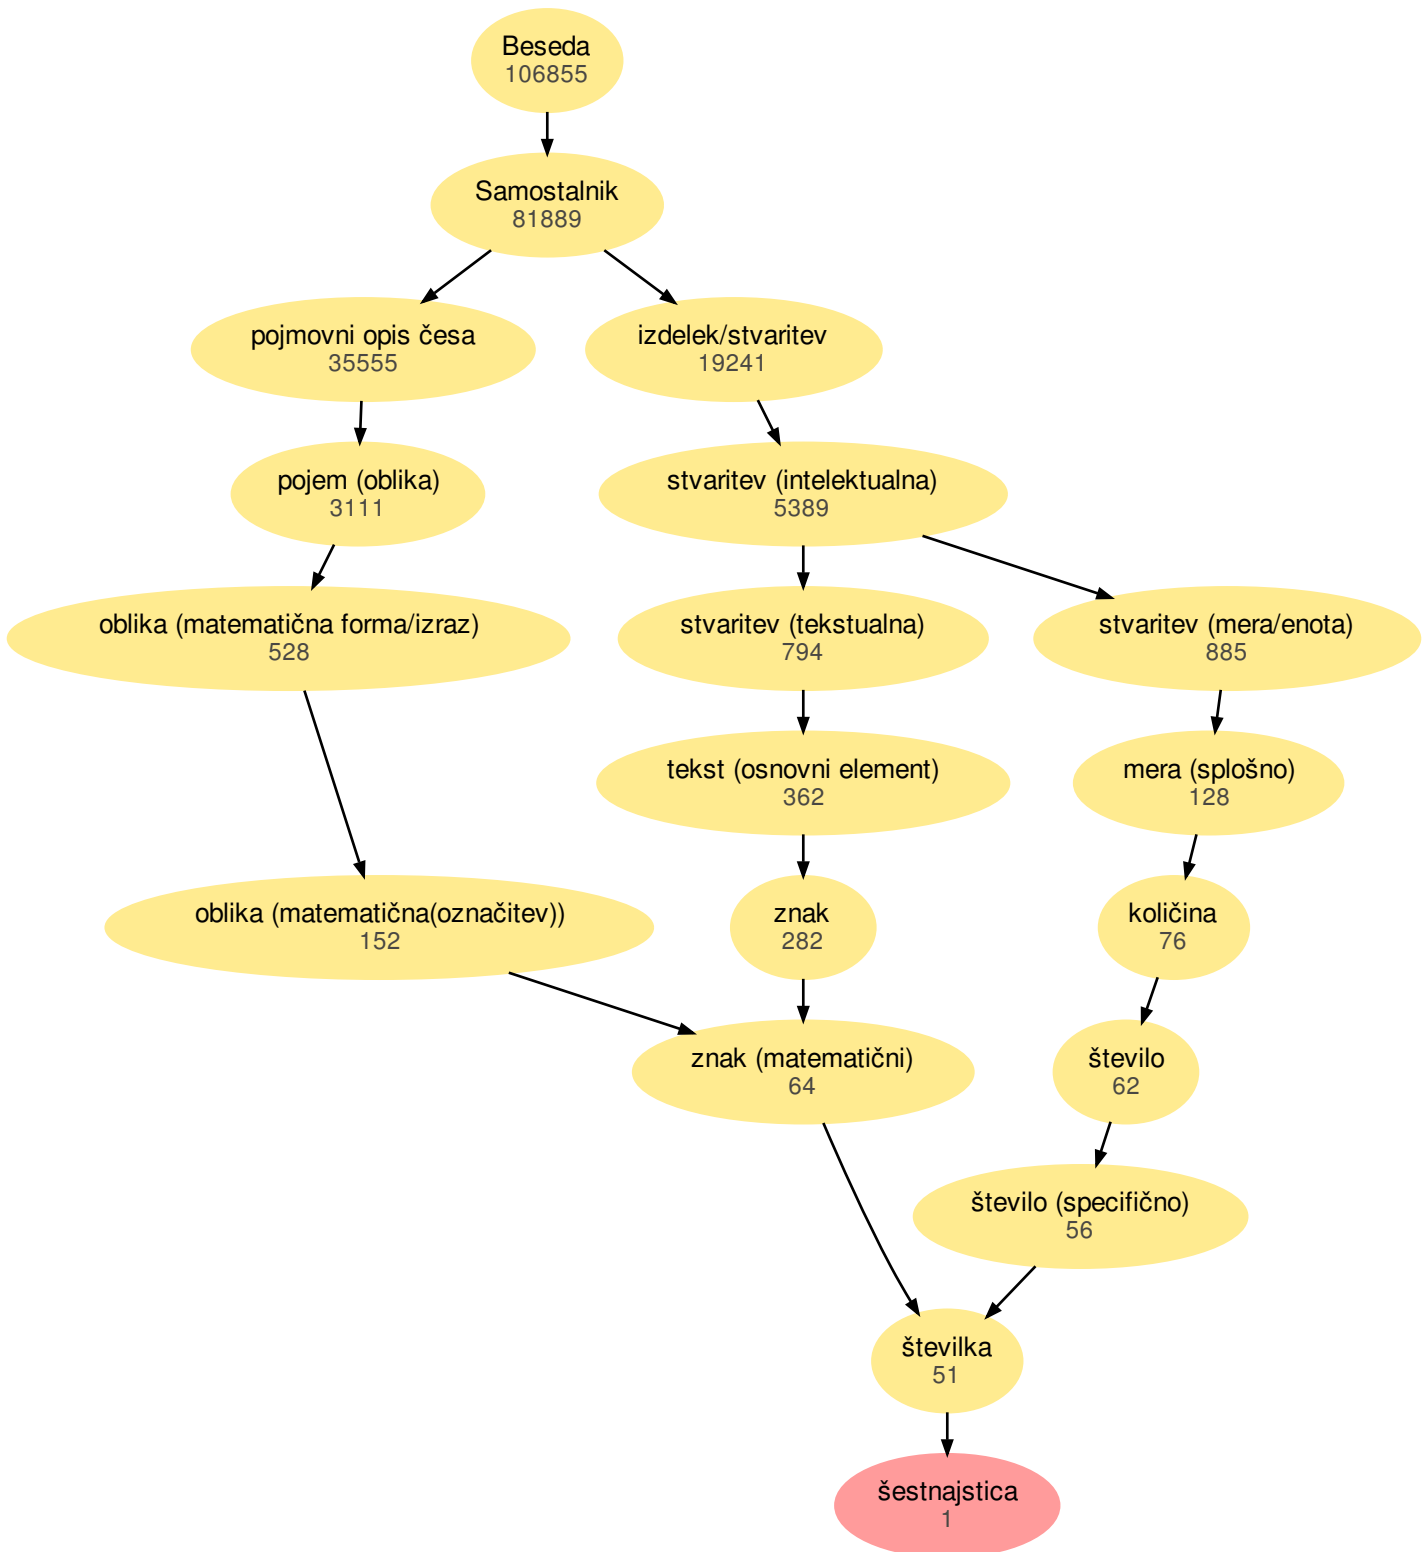 Beseda
106855
Samostalnik
81889
pojmovni opis česa
35555
izdelek/stvaritev
19241
pojem (oblika)
3111
stvaritev (intelektualna)
5389
oblika (matematična forma/izraz)
528
stvaritev (tekstualna)
794
stvaritev (mera/enota)
885
tekst (osnovni element)
362
mera (splošno)
128
oblika (matematična(označitev))
152
znak
282
količina
76
znak (matematični)
64
število
62
število (specifično)
56
številka
51
šestnajstica
1